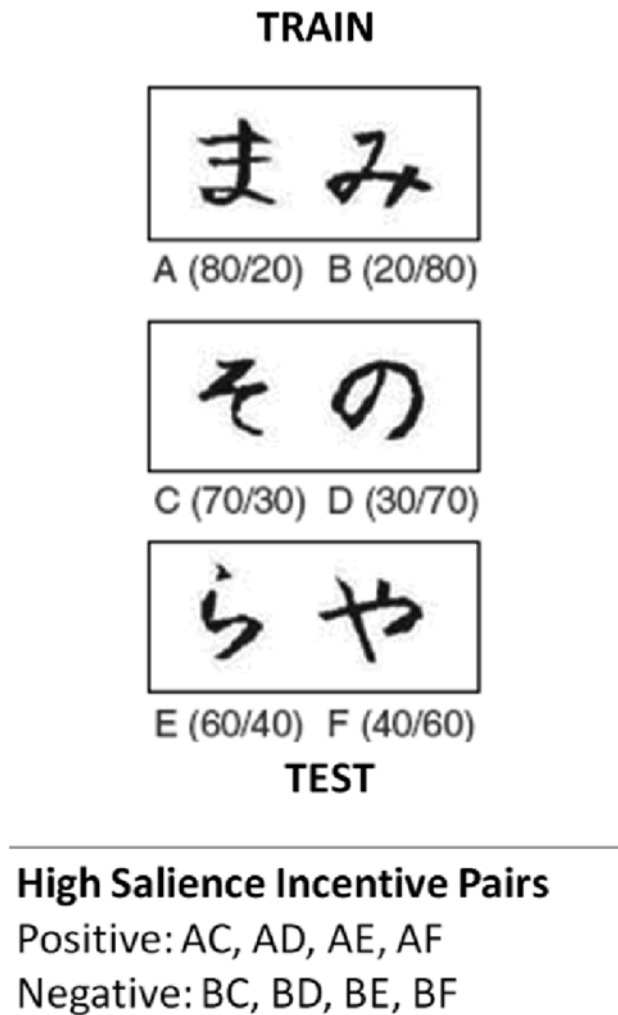 TRAIN
まみ
A (80/20) B (20/80)
その
C (70/30) D (30/70)
らや
E (60/40) F (40/60)
TEST
High Salience Incentive Pairs
Positive: AC, AD, AE, AF
Negative: BC, BD, BE, BF